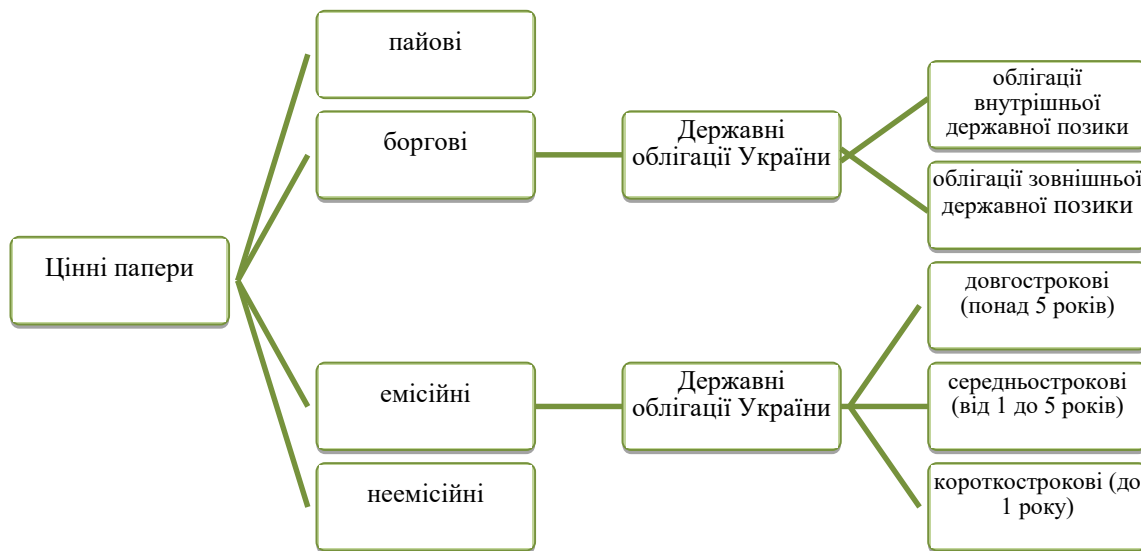 Цінні папери
пайові
боргові
Державні
облігації України
облігації
внутрішньої
державної позики
облігації зовнішньої
державної позики
емісійні
Державні
облігації України
довгострокові
(понад 5 років)
середньострокові
(від 1 до 5 років)
короткострокові (до
1 року)
неемісійні